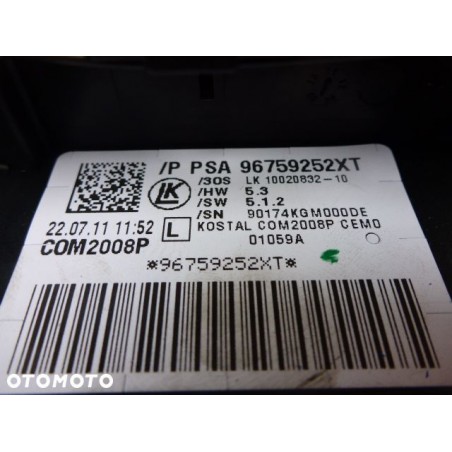 /P PSA 96759252XT
/3OS LK 10020832-10
/HW 5.3
/SW 5.1.2
/SN 90174KGM000DE
LK
22.07.11 11:52 L KOSTAL COM2008P CEMO
COM2008P 01059A
*96759252XT*
OTOMOTO